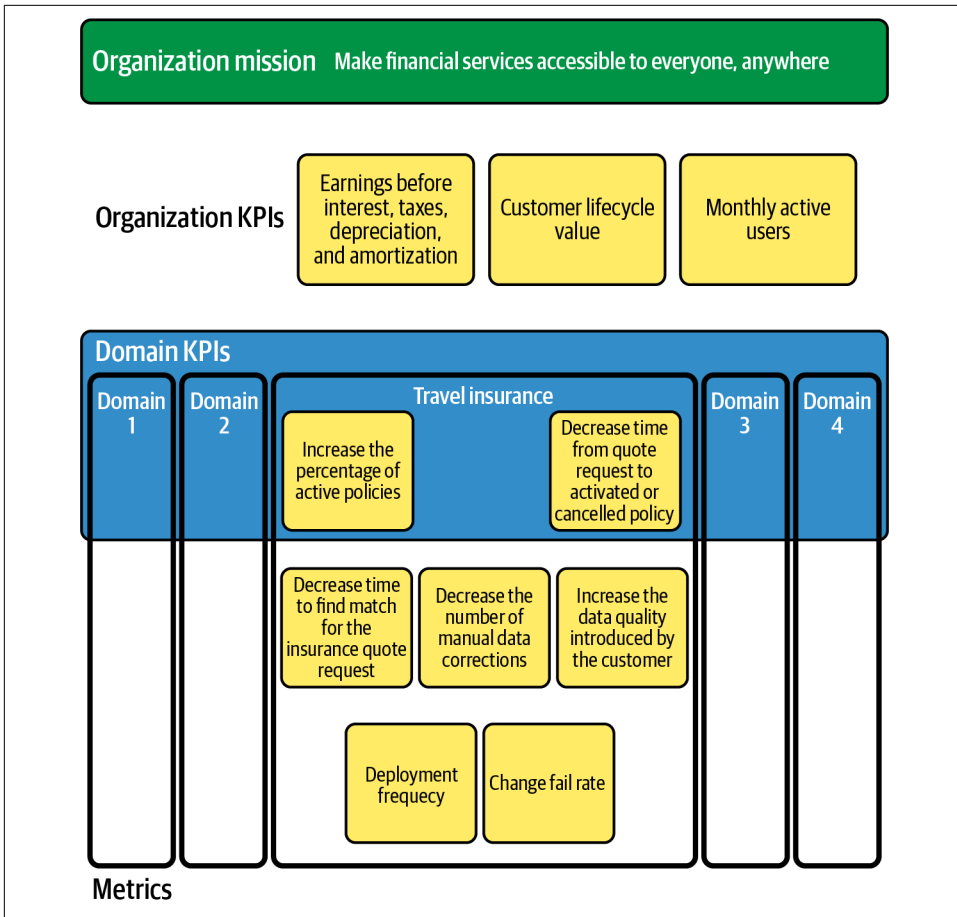 Organization mission Make financial services accessible to everyone, anywhere
Organization KPIs
Earnings before
interest, taxes,
depreciation,
and amortization
Customer lifecycle
value
Monthly active
users
Domain KPIs
Domain
1
Domain
2
Travel insurance
Increase the
percentage of
active policies
Decrease time
from quote
request to
activated or
cancelled policy
Domain
3
Domain
4
Decrease time
to find match
for the
insurance quote
request
Decrease the
number of
manual data
corrections
Increase the
data quality
introduced by
the customer
Deployment
frequecy
Change fail rate
Metrics